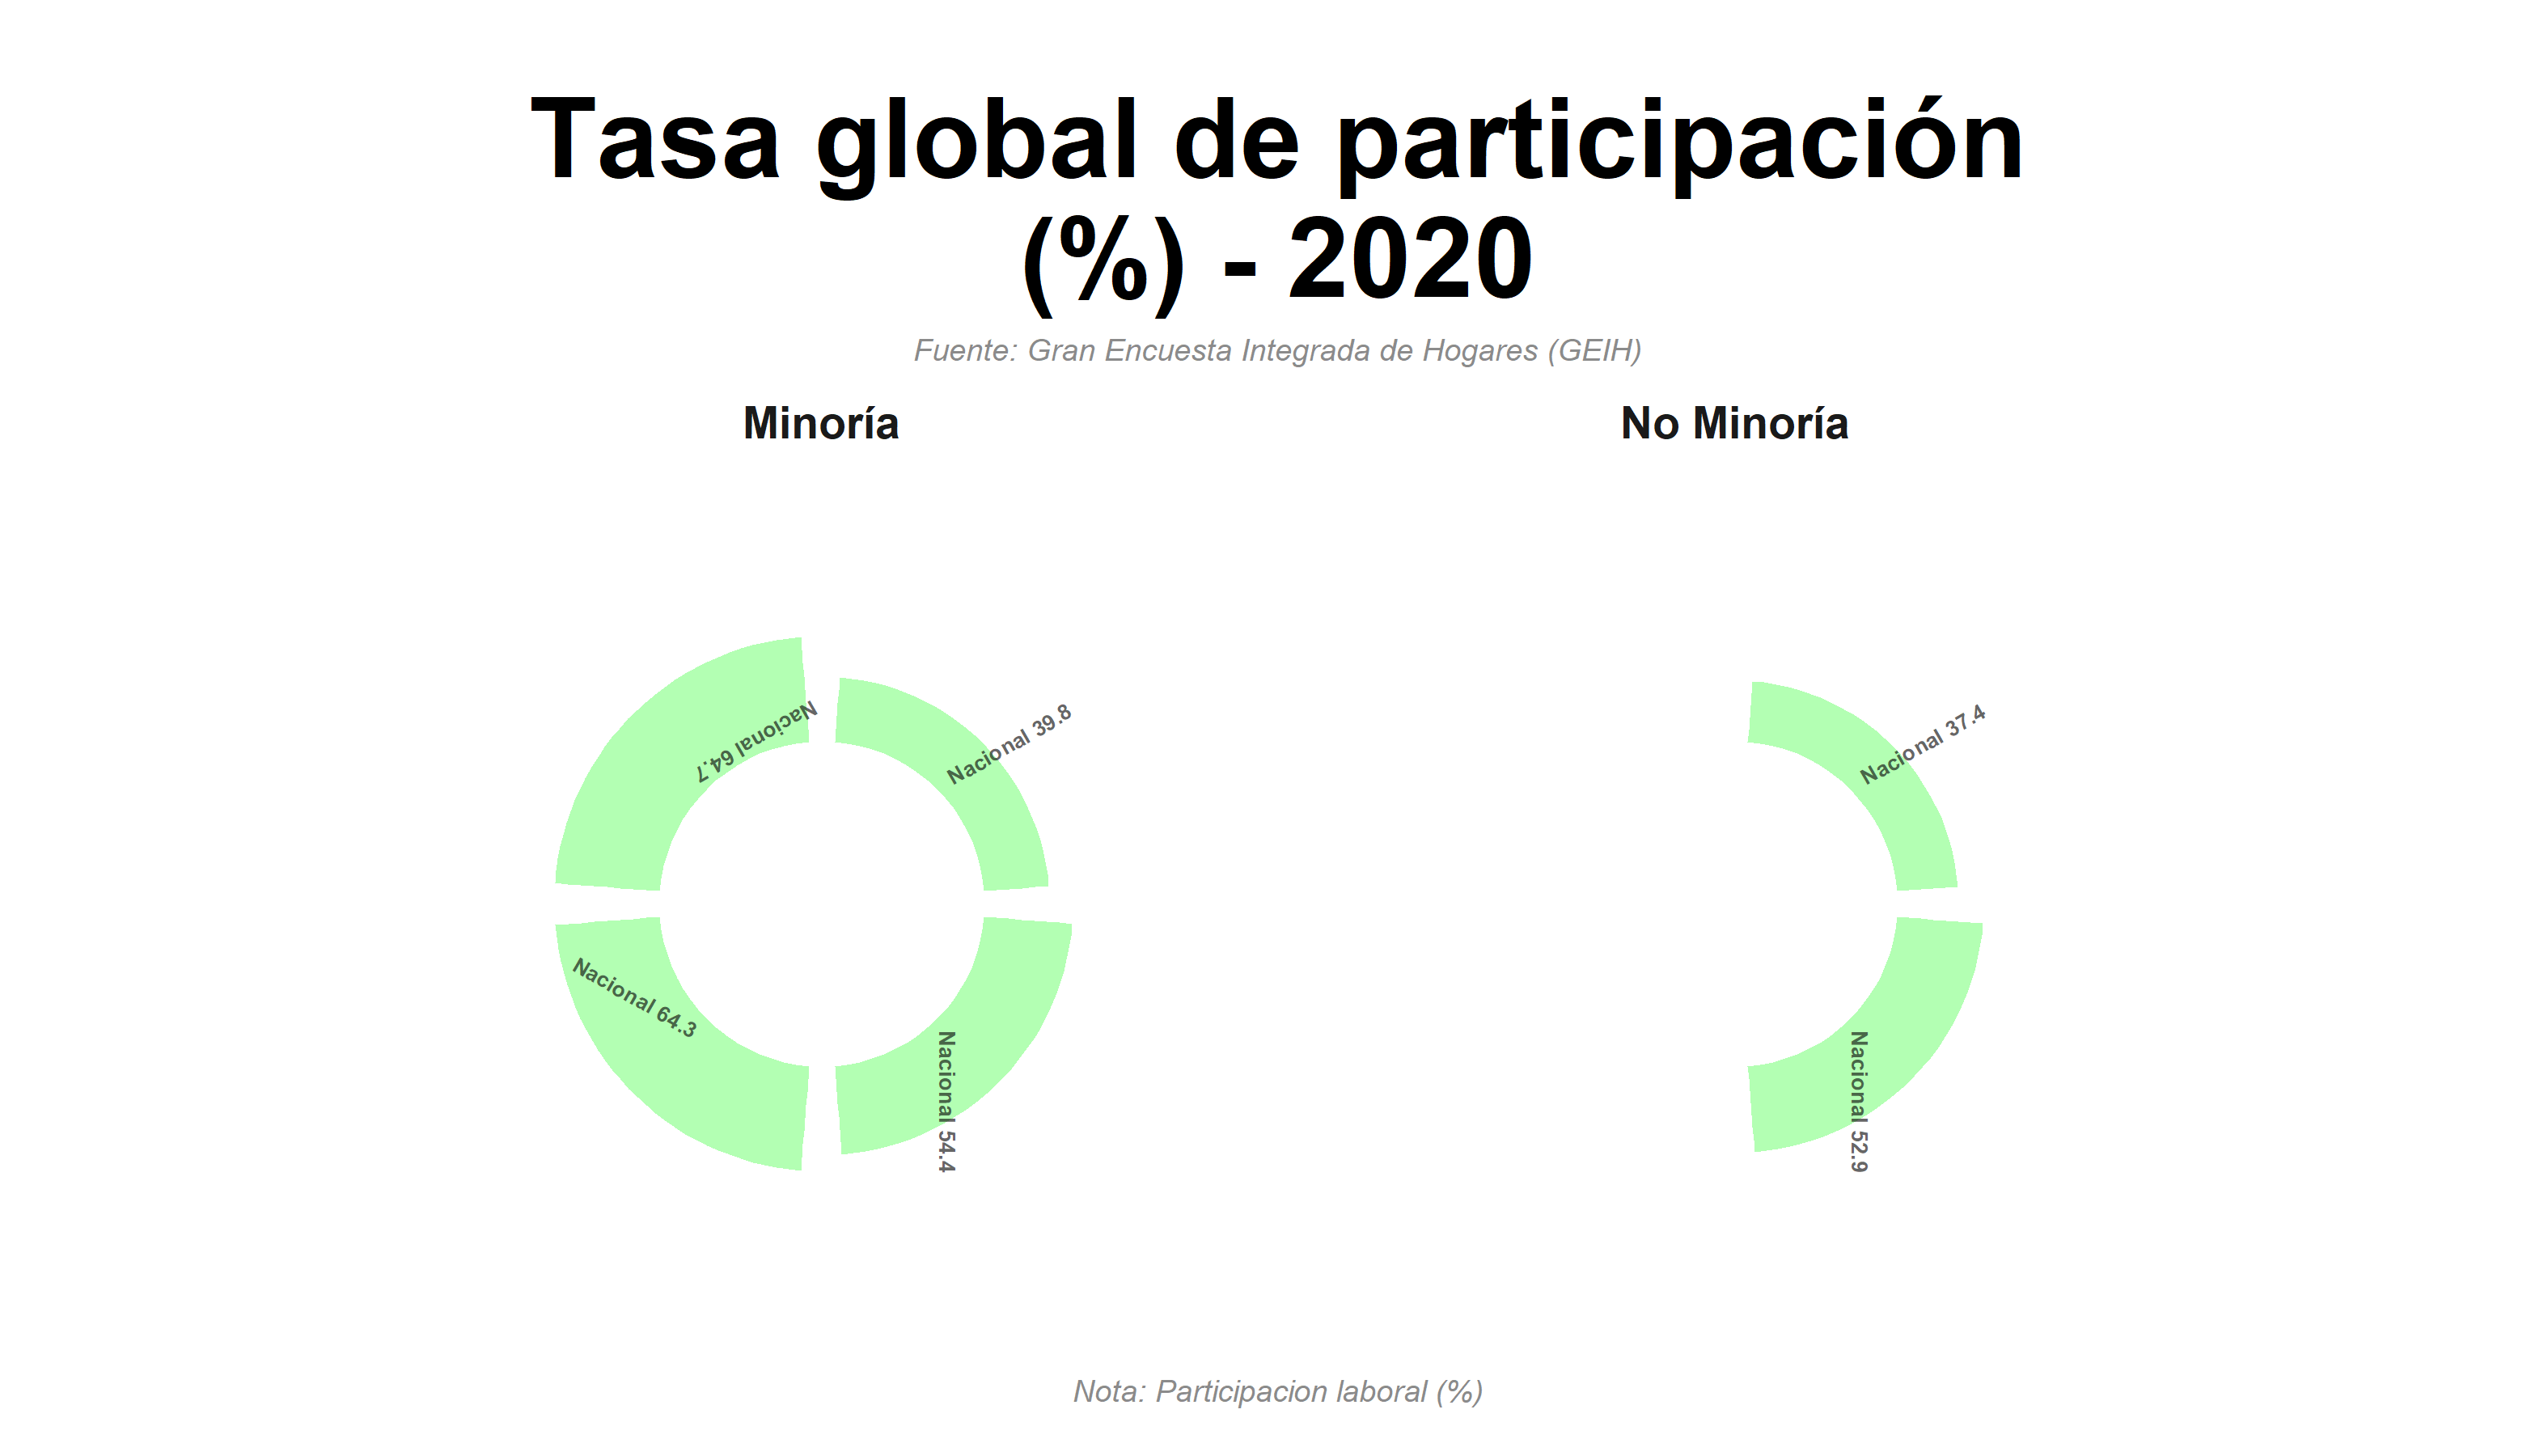 Tasa global de participación
(%) - 2020
Fuente: Gran Encuesta Integrada de Hogares (GEIH)
Minoría
No Minoría
Nacional 64.7
Nacional 39.8
Nacional 64.3
Nacional 54.4
Nacional 37.4
Nacional 52.9
Nota: Participacion laboral (%)